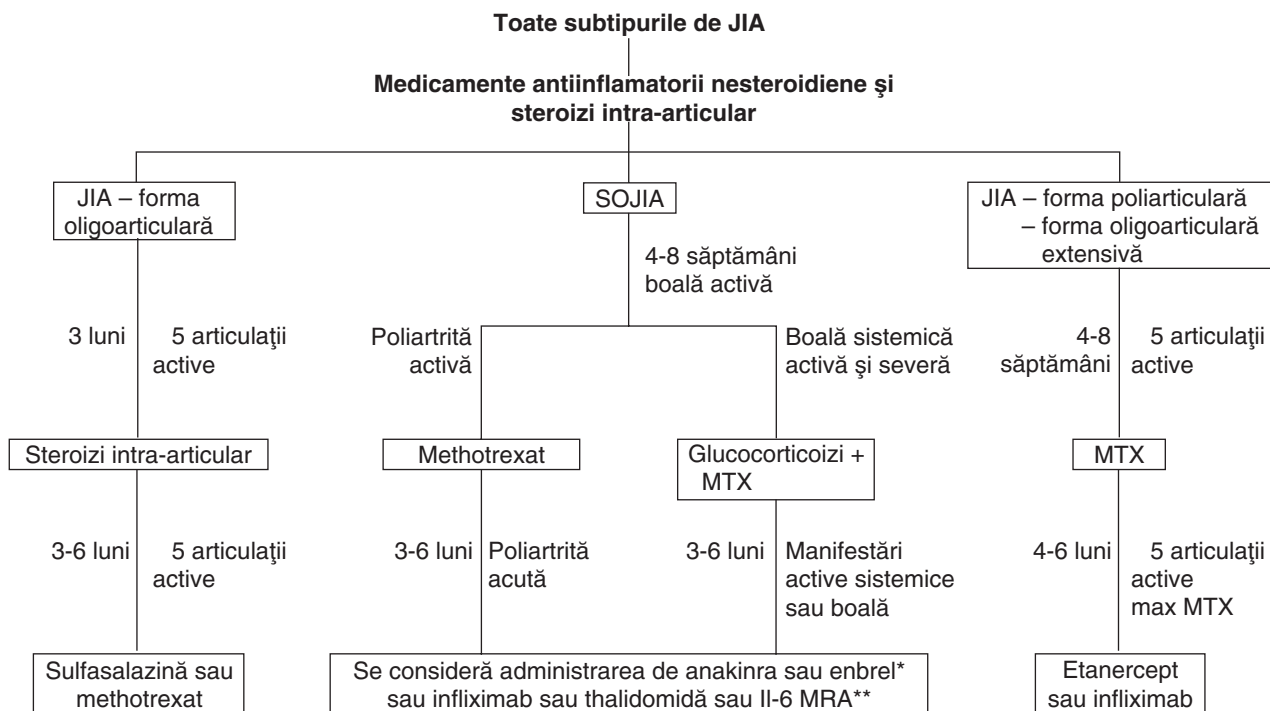 Toate subtipurile de JIA
Medicamente antiinflamatorii nesteroidiene şi
steroizi intra-articular
JIA – forma
oligoarticulară
SOJIA
JIA – forma poliarticulară
– forma oligoarticulară
extensivă
4-8 săptămâni
boală activă
3 luni
5 articulaţii
active
Poliartrită
activă
Boală sistemică
activă şi severă
4-8
săptămâni
5 articulaţii
active
Steroizi intra-articular
Methotrexat
Glucocorticoizi +
MTX
MTX
3-6 luni
5 articulaţii
active
3-6 luni
Poliartrită
acută
3-6 luni
Manifestări
active sistemice
sau boală
4-6 luni
5 articulaţii
active
max MTX
Sulfasalazină sau
methotrexat
Se consideră administrarea de anakinra sau enbrel*
sau infliximab sau thalidomidă sau Il-6 MRA**
Etanercept
sau infliximab